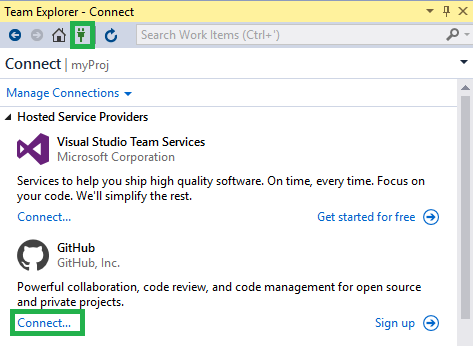 Team Explorer - Connect
Search Work Items (Ctrl+')
Connect | myProj
Manage Connections
Hosted Service Providers
Visual Studio Team Services
Microsoft Corporation
Services to help you ship high quality software. On time, every time. Focus on
your code. We'll simplify the rest.
Connect...
Get started for free
GitHub
GitHub, Inc.
Powerful collaboration, code review, and code management for open source
and private projects.
Connect...
Sign up